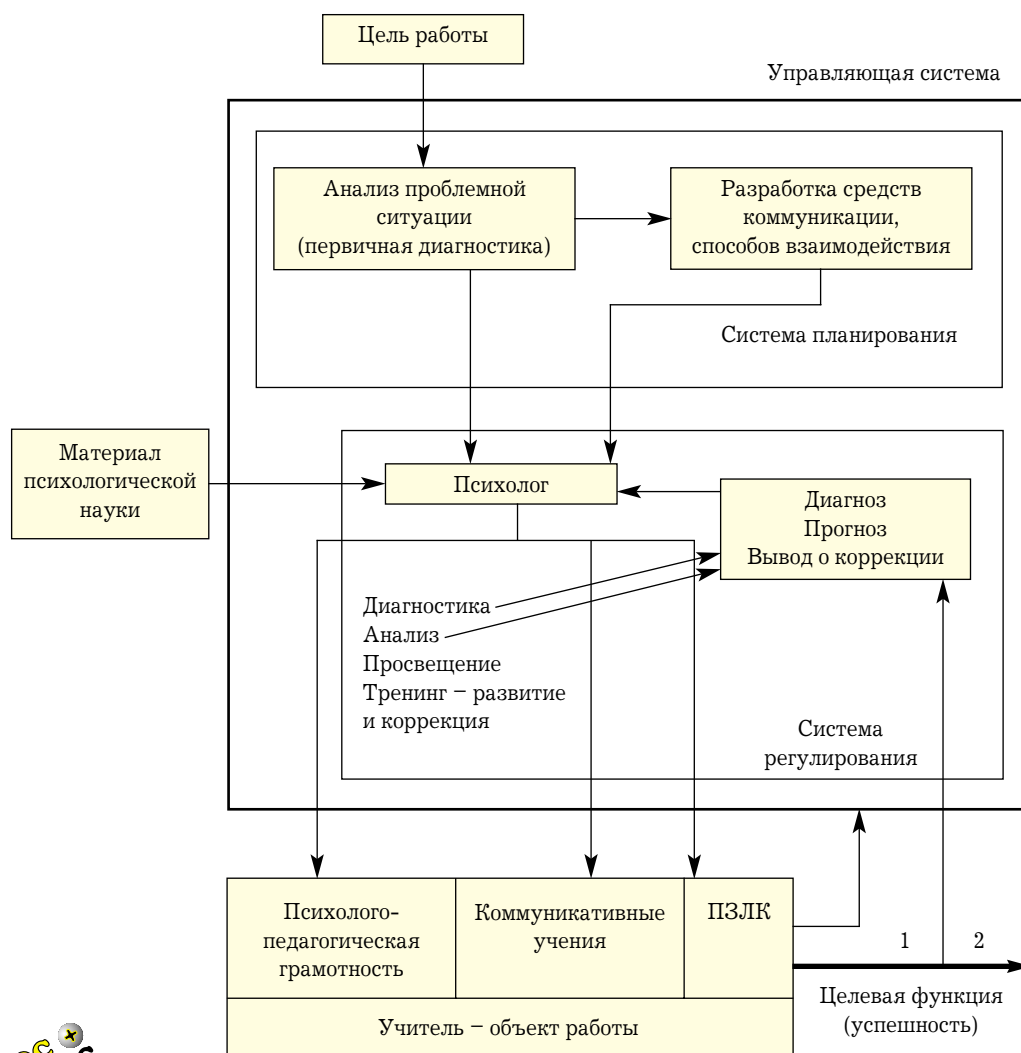 Цель работы
Управляющая система
Анализ проблемной
ситуации
(первичная диагностика)
Разработка средств
коммуникации,
способов взаимодействия
Система планирования
Материал
психологической
науки
Психолог
Диагноз
Прогноз
Вывод о коррекции
Диагностика
Анализ
Просвещение
Тренинг – развитие
и коррекция
Система
регулирования
Психолого-
педагогическая
грамотность
Коммуникативные
учения
ПЗЛК
1
2
Целевая функция
(успешность)
Учитель – объект работы